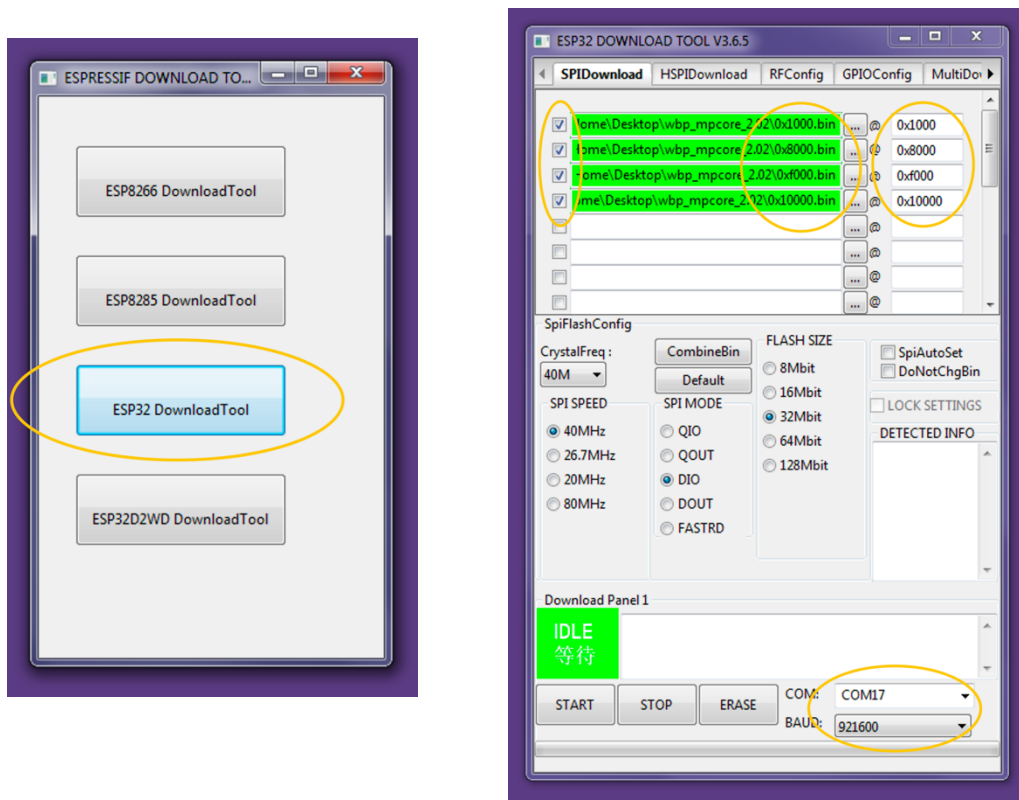 ESPRESSIF DOWNLOAD TO...
ESP8266 DownloadTool
ESP8285 DownloadTool
ESP32 DownloadTool
ESP32D2WD DownloadTool
ESP32 DOWNLOAD TOOL V3.6.5
SPIDownload HSPIDownload RFConfig GPIOConfig MultiDo
ome\Desktop\wbp_mpcore_2.02\0x1000.bin ... @ 0x1000
ome\Desktop\wbp_mpcore_2.02\0x8000.bin ... @ 0x8000
ome\Desktop\wbp_mpcore_2.02\0xf000.bin ... @ 0xf000
ome\Desktop\wbp_mpcore_2.02\0x10000.bin ... @ 0x10000
... @
... @
... @
... @
SpiFlashConfig
CrystalFreq :
40M
CombineBin
Default
SPI SPEED
40MHz
26.7MHz
20MHz
80MHz
SPI MODE
QIO
QOUT
DIO
DOUT
FASTRD
FLASH SIZE
8Mbit
16Mbit
32Mbit
64Mbit
128Mbit
SpiAutoSet
DoNotChgBin
LOCK SETTINGS
DETECTED INFO
Download Panel 1
IDLE
等待
START STOP ERASE
COM: COM17
BAUD: 921600